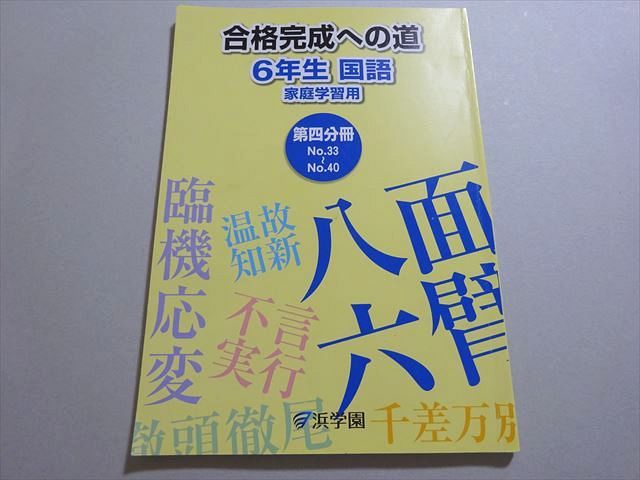 合格完成への道
6年生 国語
家庭学習用
第四分冊
No.33
~
No.40
臨機応変
温故
知新
八面
六臂
不言
実行
徹頭徹尾
千差万別
浜学園